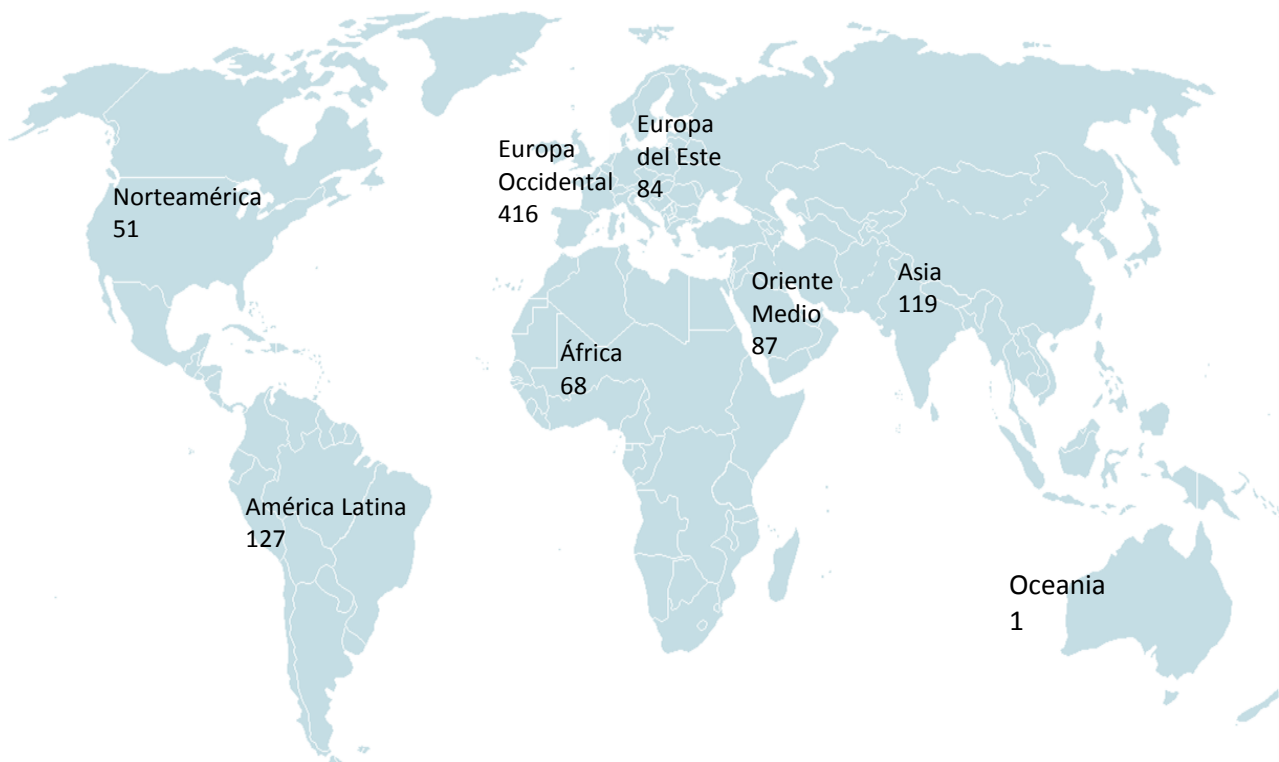 Norteamérica
51
Europa
Occidental
416
Europa
del Este
84
Oriente
Medio
87
Asia
119
África
68
América Latina
127
Oceania
1